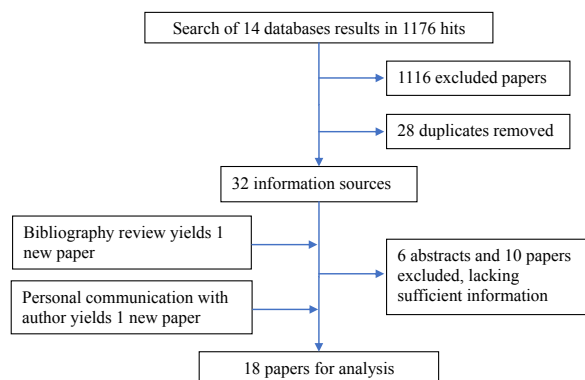 Search of 14 databases results in 1176 hits
1116 excluded papers
28 duplicates removed
32 information sources
Bibliography review yields 1
new paper
6 abstracts and 10 papers
excluded, lacking
sufficient information
Personal communication with
author yields 1 new paper
18 papers for analysis